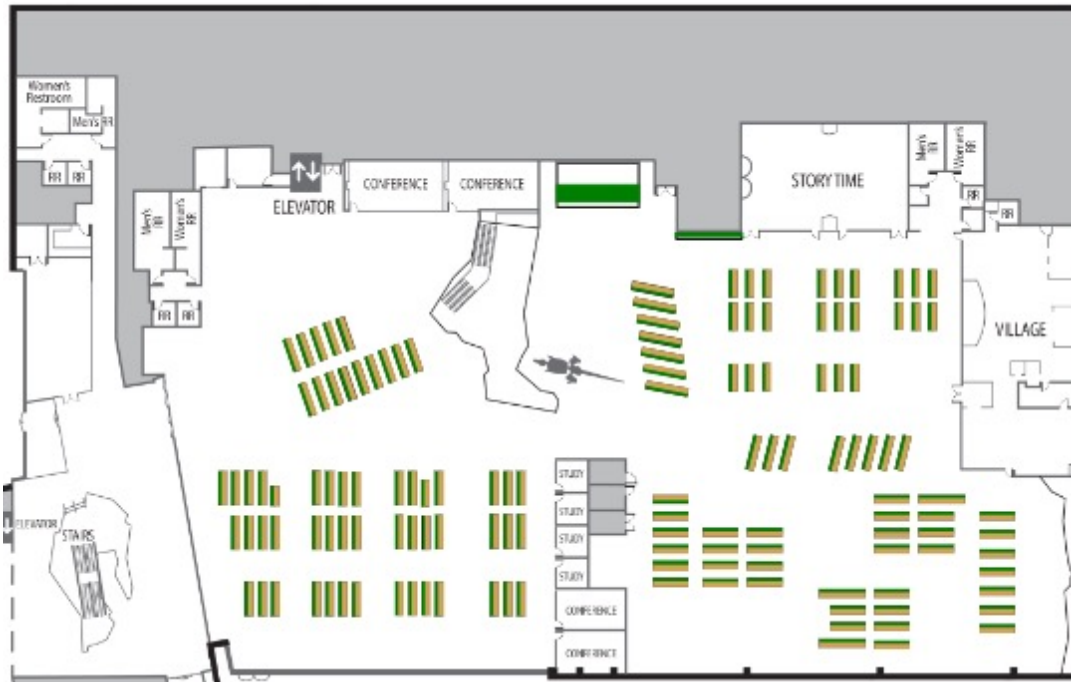 Women's
Restroom
Men's RR
RR
RR
Men's
RR
Women's
RR
RR
RR
ELEVATOR
CONFERENCE
CONFERENCE
STORY TIME
Men's
RR
Women's
RR
RR
RR
VILLAGE
ELEVATOR
STAIRS
STUDY
STUDY
STUDY
STUDY
CONFERENCE
CONFERENCE